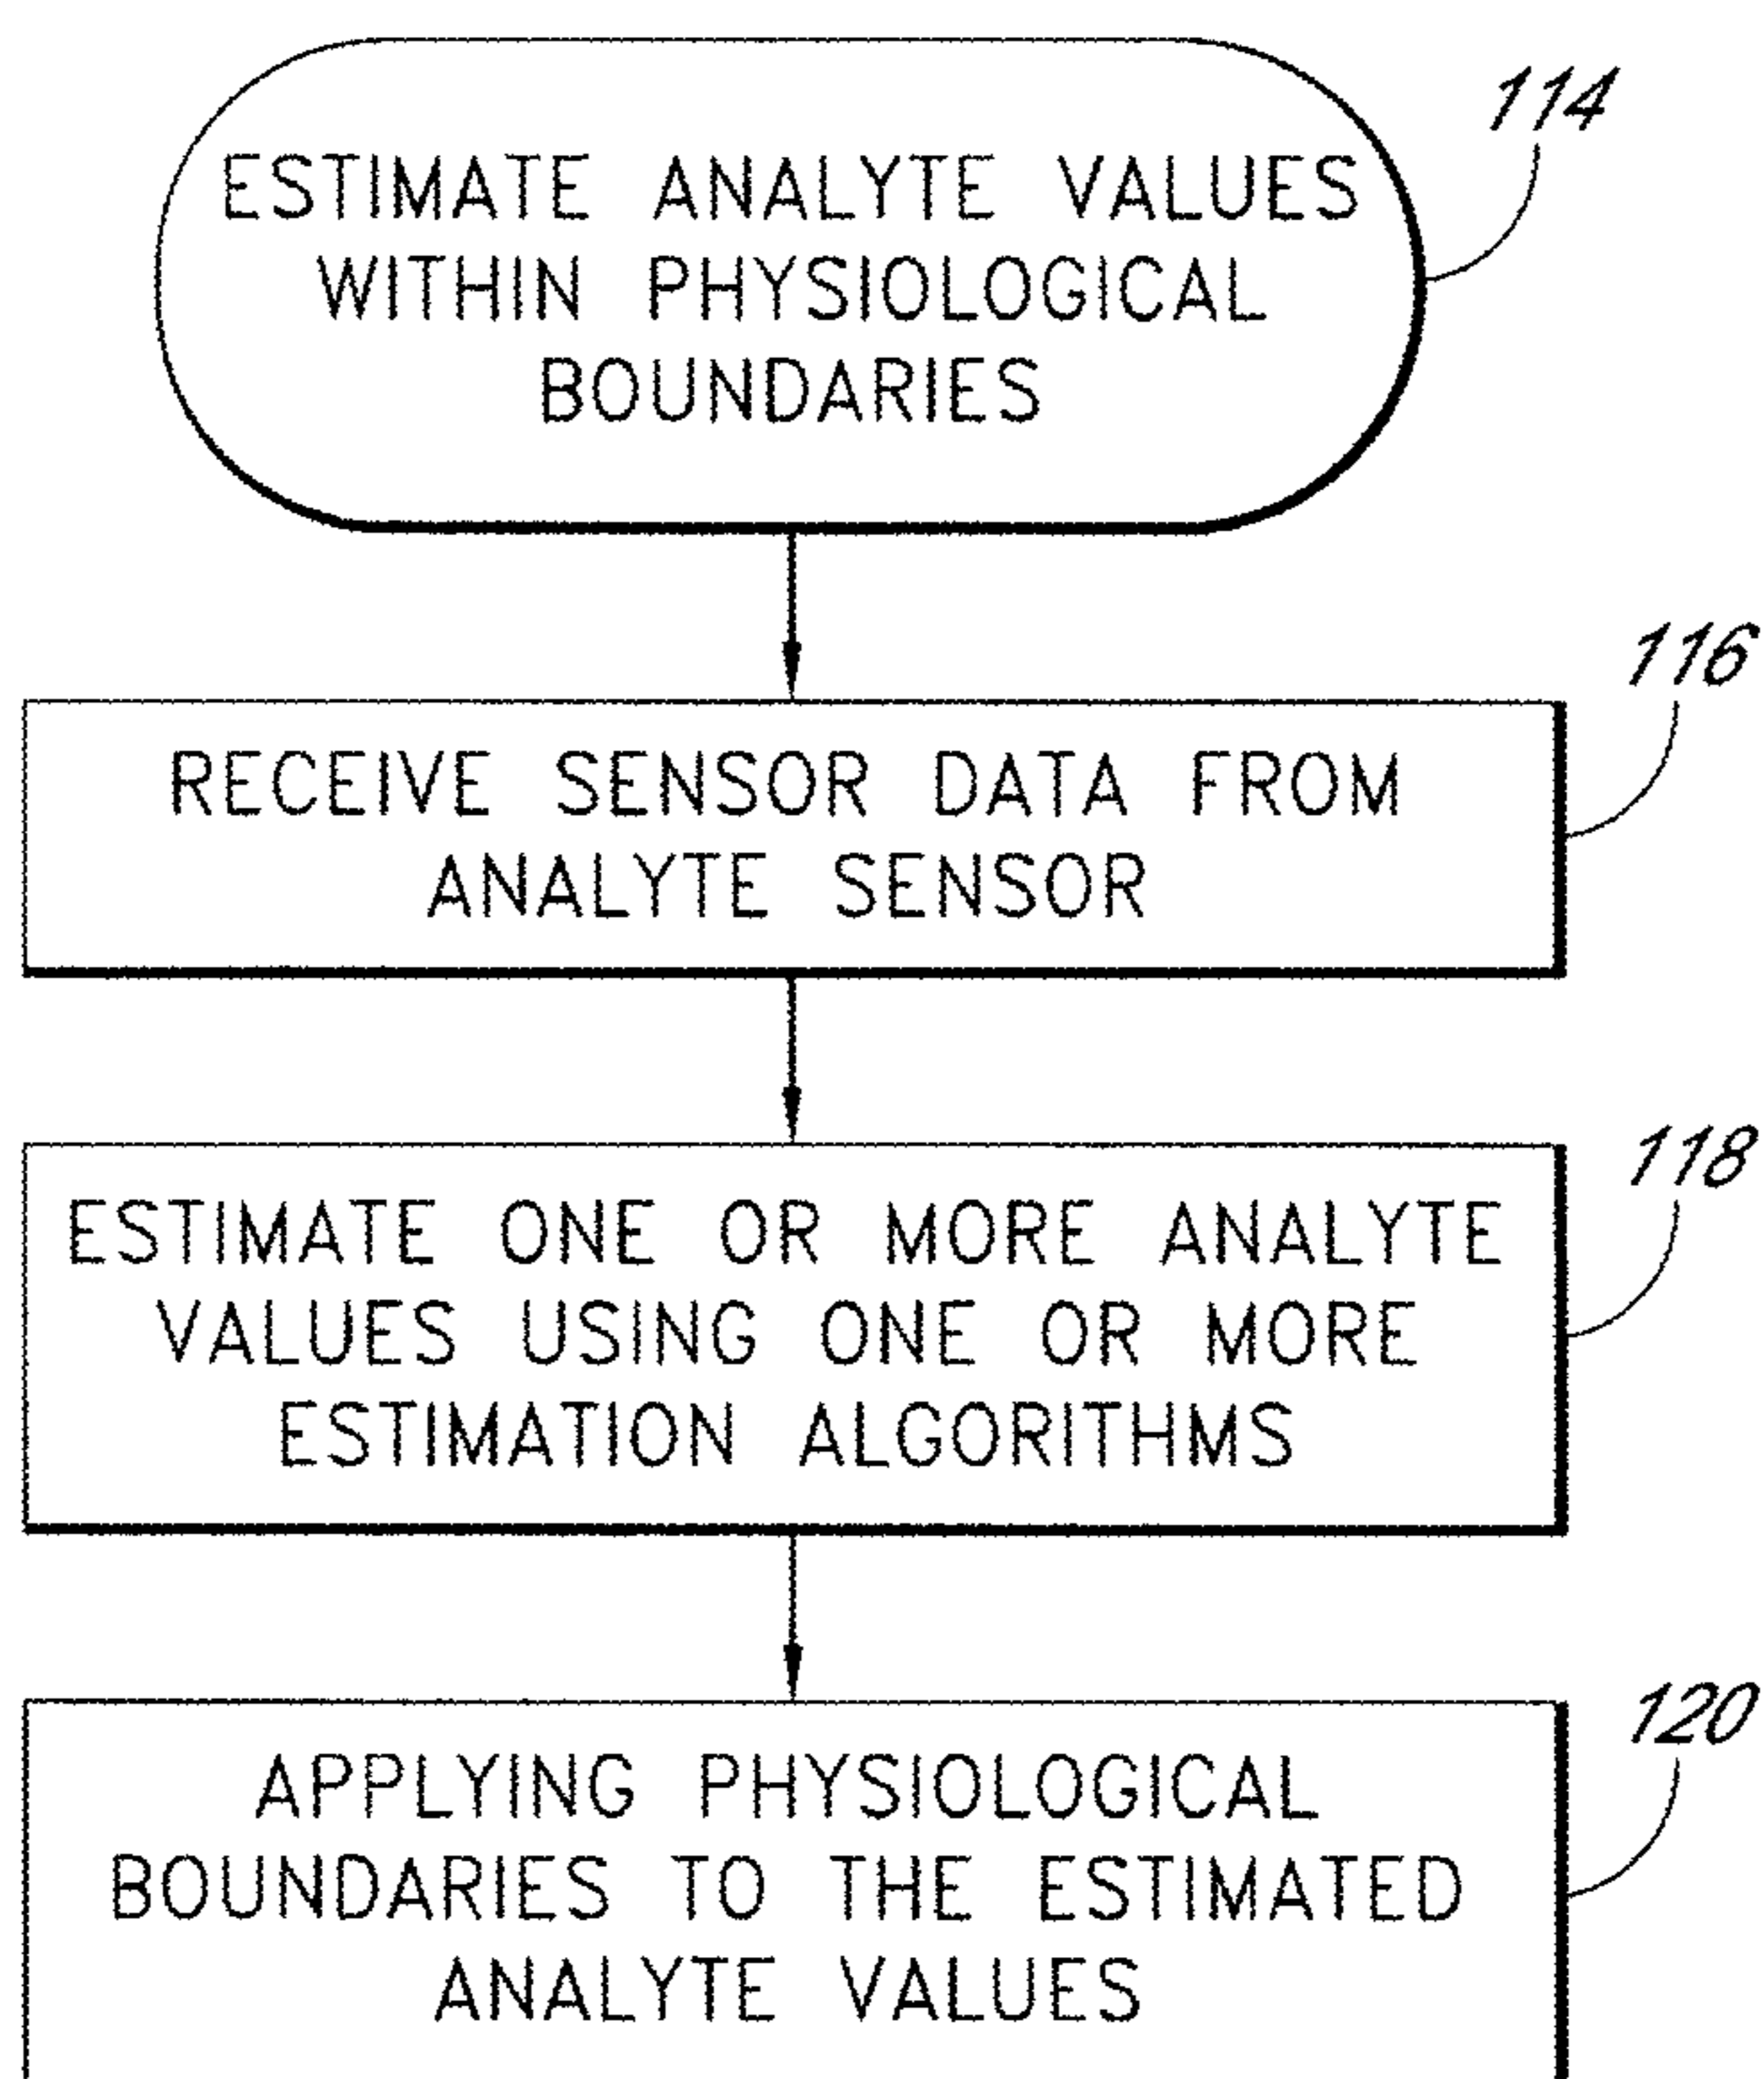 ESTIMATE ANALYTE VALUES
WITHIN PHYSIOLOGICAL
BOUNDARIES
114
RECEIVE SENSOR DATA FROM
ANALYTE SENSOR
116
ESTIMATE ONE OR MORE ANALYTE
VALUES USING ONE OR MORE
ESTIMATION ALGORITHMS
118
APPLYING PHYSIOLOGICAL
BOUNDARIES TO THE ESTIMATED
ANALYTE VALUES
120